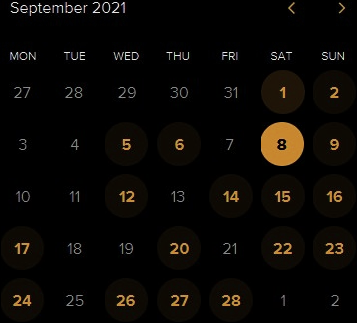 September 2021
MON TUE WED THU FRI SAT SUN
27 28 29 30 31 1 2
3 4 5 6 7 8 9
10 11 12 13 14 15 16
17 18 19 20 21 22 23
24 25 26 27 28 1 2